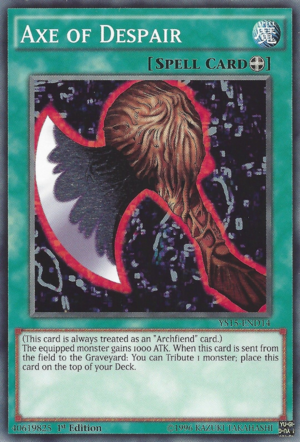 AXE OF DESPAIR
[SPELL CARD]
YS15-END14
(This card is always treated as an "Archfiend" card.)
The equipped monster gains 1000 ATK. When this card is sent from
the field to the Graveyard: You can Tribute 1 monster; place this
card on the top of your Deck.
40619825
1st Edition
©1996 KAZUKI TAKAHASHI